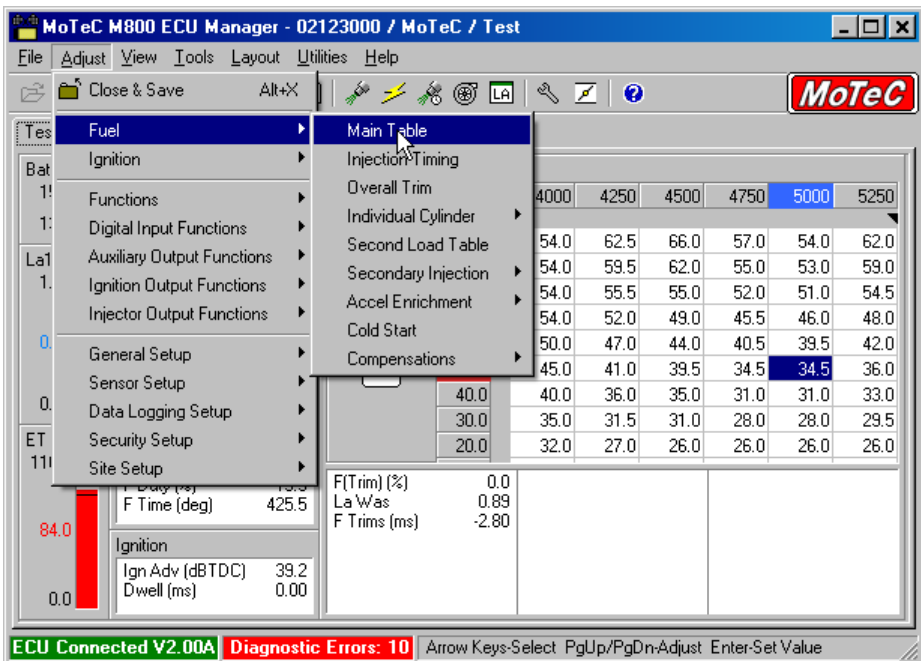 MoTeC M800 ECU Manager - 02123000 / MoTeC / Test
File Adjust View Tools Layout Utilities Help
Close & Save Alt+X
LA
MoTeC
Fuel
Ignition
Functions
Digital Input Functions
Auxiliary Output Functions
Ignition Output Functions
Injector Output Functions
General Setup
Sensor Setup
Data Logging Setup
Security Setup
Site Setup
Main Table
Injection Timing
Overall Trim
Individual Cylinder
Second Load Table
Secondary Injection
Accel Enrichment
Cold Start
Compensations
4000 4250 4500 4750 5000 5250
54.0 62.5 66.0 57.0 54.0 62.0
54.0 59.5 62.0 55.0 53.0 59.0
54.0 55.5 55.0 52.0 51.0 54.5
54.0 52.0 49.0 45.5 46.0 48.0
50.0 47.0 44.0 40.5 39.5 42.0
45.0 41.0 39.5 34.5 34.5 36.0
40.0 40.0 36.0 35.0 31.0 31.0 33.0
30.0 35.0 31.5 31.0 28.0 28.0 29.5
20.0 32.0 27.0 26.0 26.0 26.0 26.0
ET
84.0
0.0
F Time (deg) 425.5
Ignition
Ign Adv (dBTDC) 39.2
Dwell (ms) 0.00
F(Trim) (%) 0.0
La Was 0.89
F Trims (ms) -2.80
ECU Connected V2.00A Diagnostic Errors: 10 Arrow Keys-Select PgUp/PgDn-Adjust Enter-Set Value